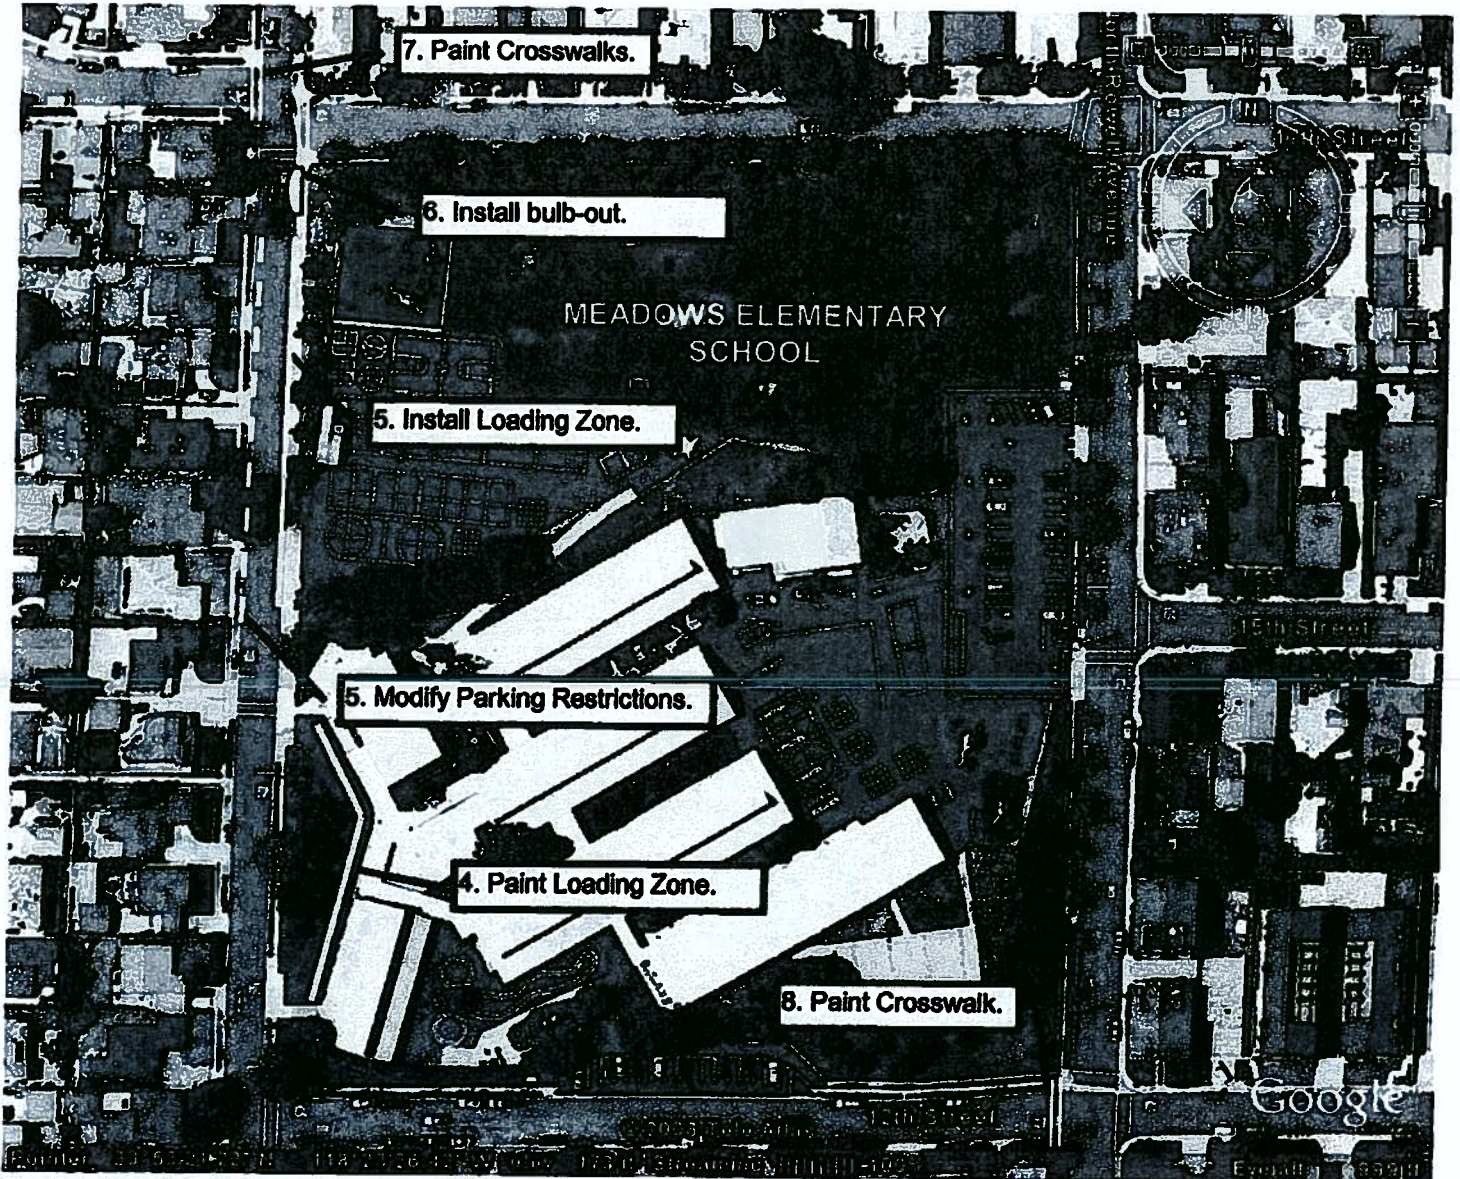 7. Paint Crosswalks.
6. Install bulb-out.
MEADOWS ELEMENTARY
SCHOOL
5. Install Loading Zone.
15th Street
5. Modify Parking Restrictions.
4. Paint Loading Zone.
8. Paint Crosswalk.
Google